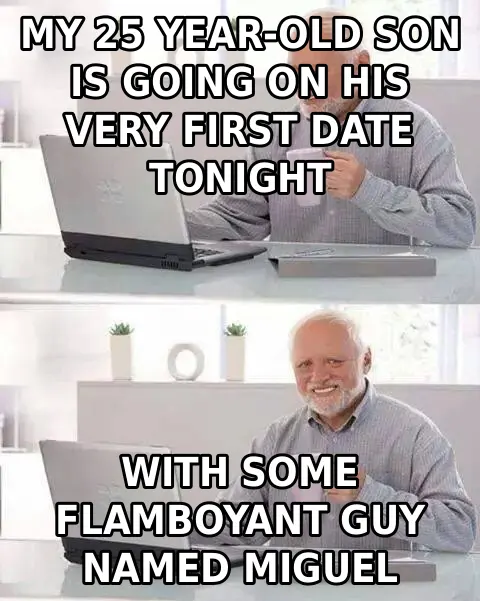 MY 25 YEAR-OLD SON
IS GOING ON HIS
VERY FIRST DATE
TONIGHT
WITH SOME
FLAMBOYANT GUY
NAMED MIGUEL